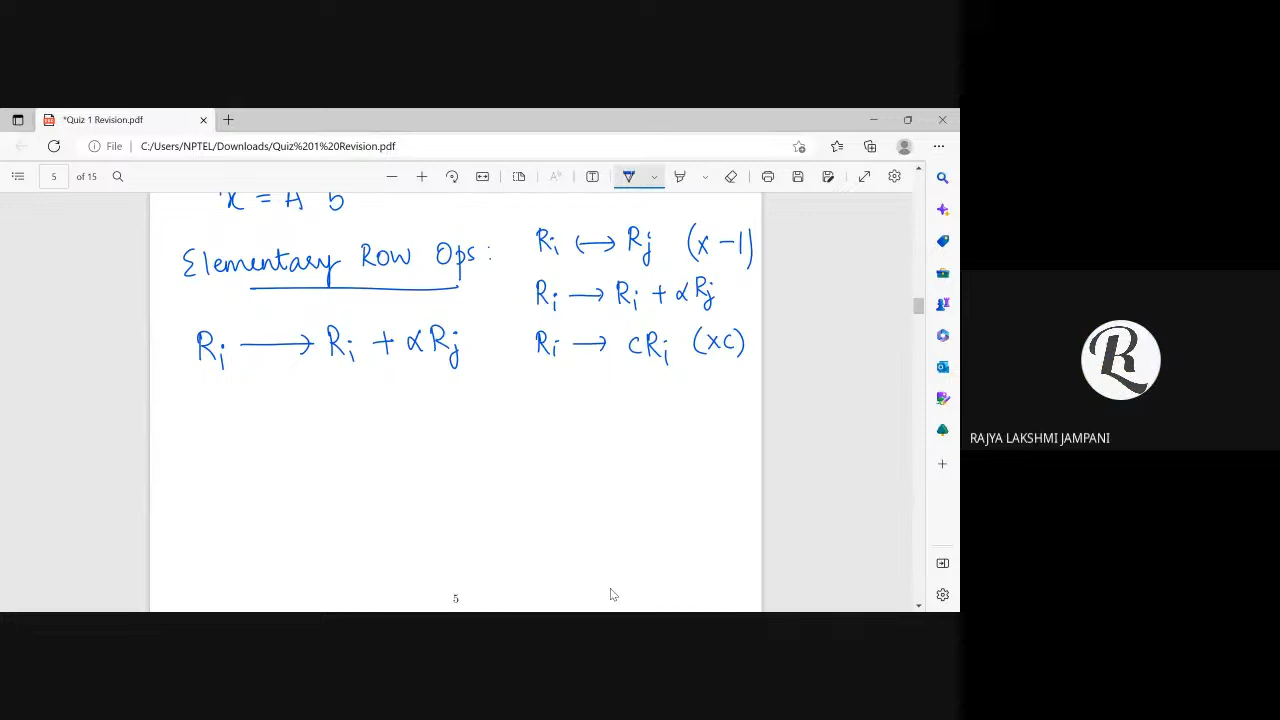 *Quiz 1 Revision.pdf
File C:/Users/NPTEL/Downloads/Quiz%201%20Revision.pdf
5 of 15
x = A b
Elementary Row Ops:
Ri ↔ Rj (x -1)
Ri → Ri + αRj
Ri → cRi (xc)
Ri → Ri + αRj
5
R
RAJYA LAKSHMI JAMPANI